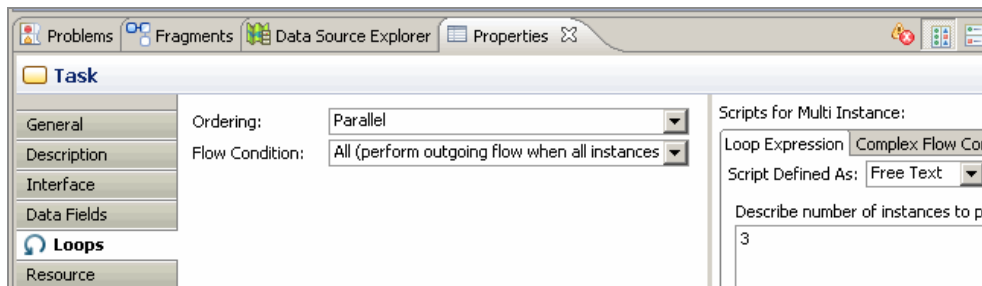 Problems Fragments Data Source Explorer Properties
Task
General
Description
Interface
Data Fields
Loops
Resource
Ordering: Parallel
Flow Condition: All (perform outgoing flow when all instances
Scripts for Multi Instance:
Loop Expression Complex Flow Co
Script Defined As: Free Text
Describe number of instances to p
3